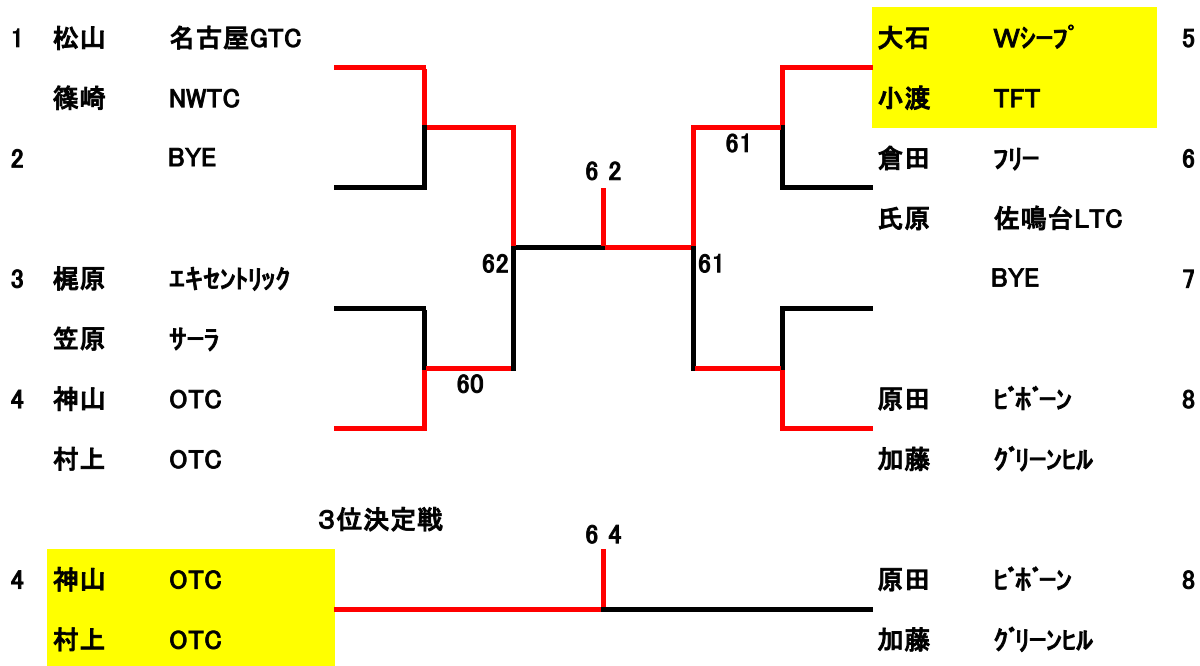 1 松山 名古屋GTC 大石 Wシープ 5
篠崎 NWTC 小渡 TFT
61
2 BYE 倉田 フリー 6
6 2
氏原 佐鳴台LTC
62 61
3 梶原 エキセントリック BYE 7
笠原 サーラ
60
4 神山 OTC 原田 ビボーン 8
村上 OTC 加藤 グリーンヒル
3位決定戦
6 4
4 神山 OTC 原田 ビボーン 8
村上 OTC 加藤 グリーンヒル